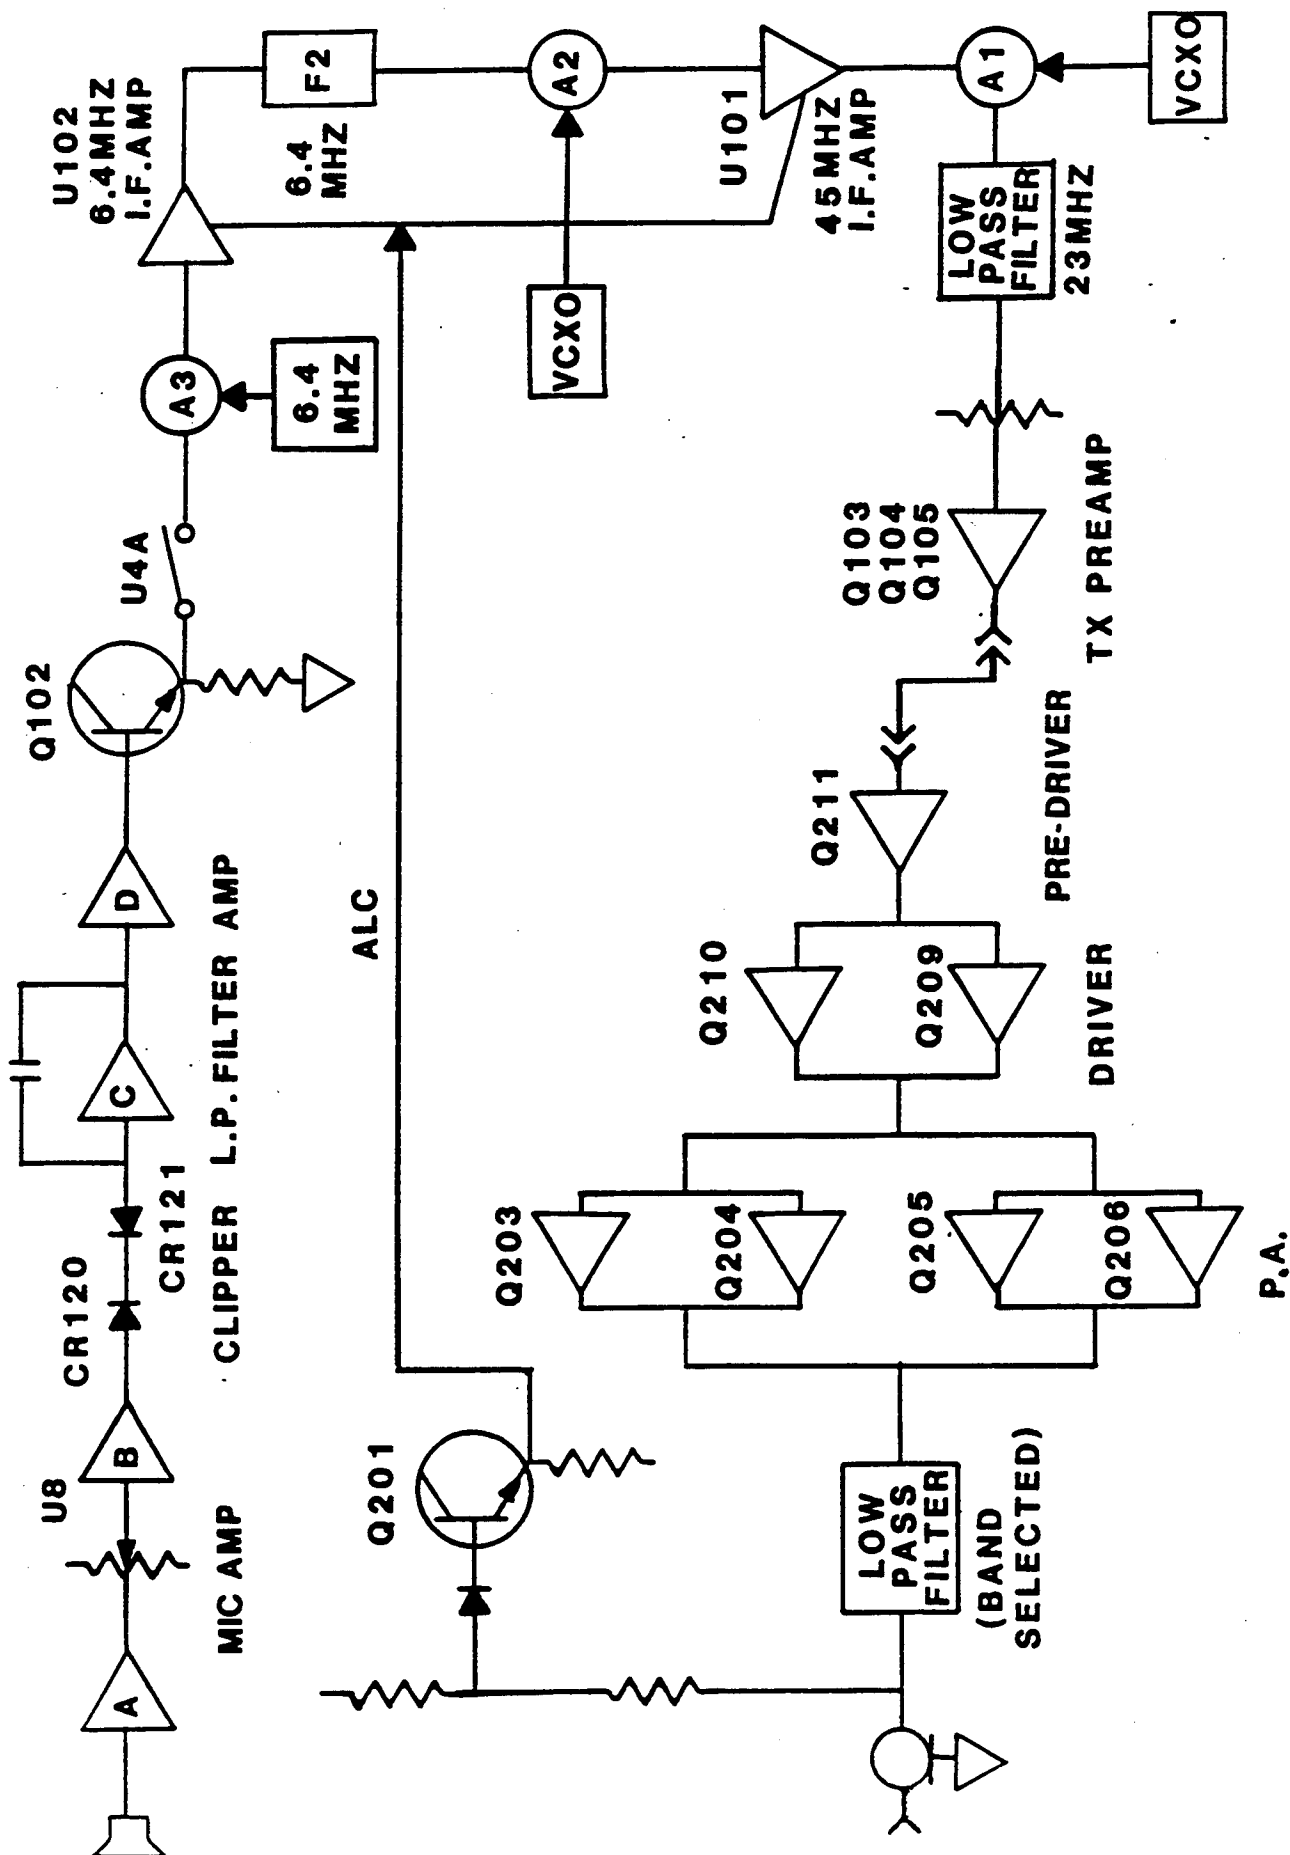 A
MIC AMP
U8
B
CR120
CR121
CLIPPER
C
L.P.FILTER AMP
D
Q102
U4A
A3
6.4
MHZ
U102
6.4MHZ
I.F.AMP
F2
6.4
MHZ
A2
VCXO
U101
45MHZ
I.F.AMP
A1
VCXO
LOW
PASS
FILTER
23MHZ
Q103
Q104
Q105
TX PREAMP
Q211
PRE-DRIVER
Q210
Q209
DRIVER
Q203
Q204
Q205
Q206
P.A.
LOW
PASS
FILTER
(BAND
SELECTED)
Q201
ALC